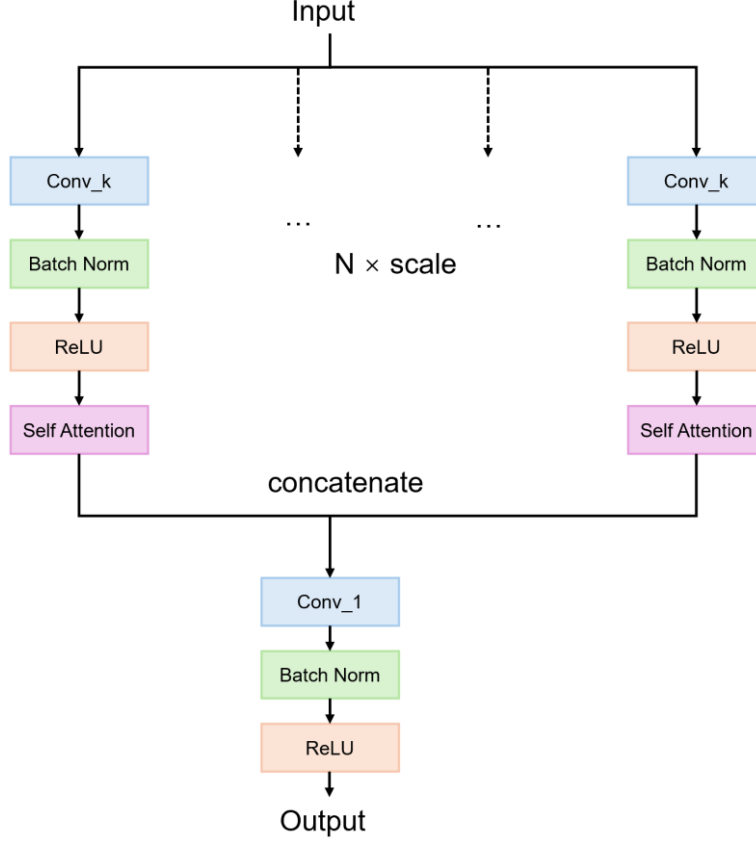 Input
Conv_k
Conv_k
... ...
Batch Norm
Batch Norm
N × scale
ReLU
ReLU
Self Attention
Self Attention
concatenate
Conv_1
Batch Norm
ReLU
Output